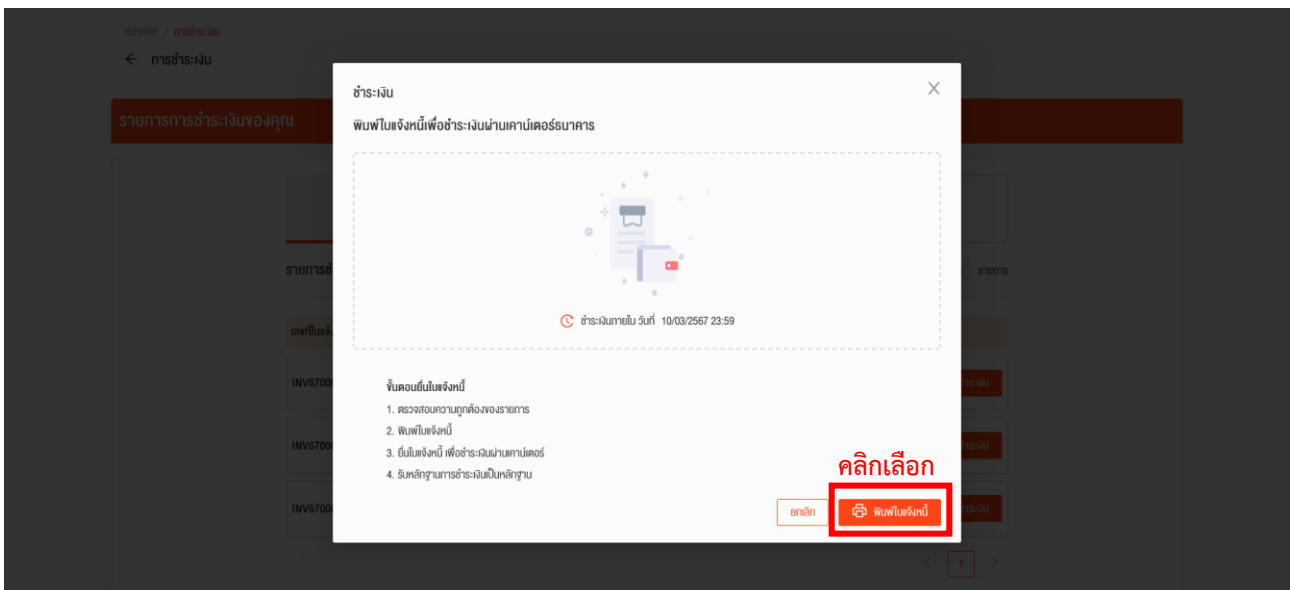 หน้าหลัก / การชำระเงิน
← การชำระเงิน
รายการการชำระเงินของคุณ
ชำระเงิน
พิมพ์ใบแจ้งหนี้เพื่อชำระเงินผ่านเคาน์เตอร์ธนาคาร
ชำระเงินภายใน วันที่ 10/03/2567 23:59
รายการ
ขั้นตอนยื่นใบแจ้งหนี้
1. ตรวจสอบความถูกต้องของรายการ
2. พิมพ์ใบแจ้งหนี้
3. ยื่นใบแจ้งหนี้ เพื่อชำระเงินผ่านเคาน์เตอร์
4. รับหลักฐานการชำระเงินเป็นหลักฐาน
คลิกเลือก
ยกเลิก
พิมพ์ใบแจ้งหนี้
< 1 >